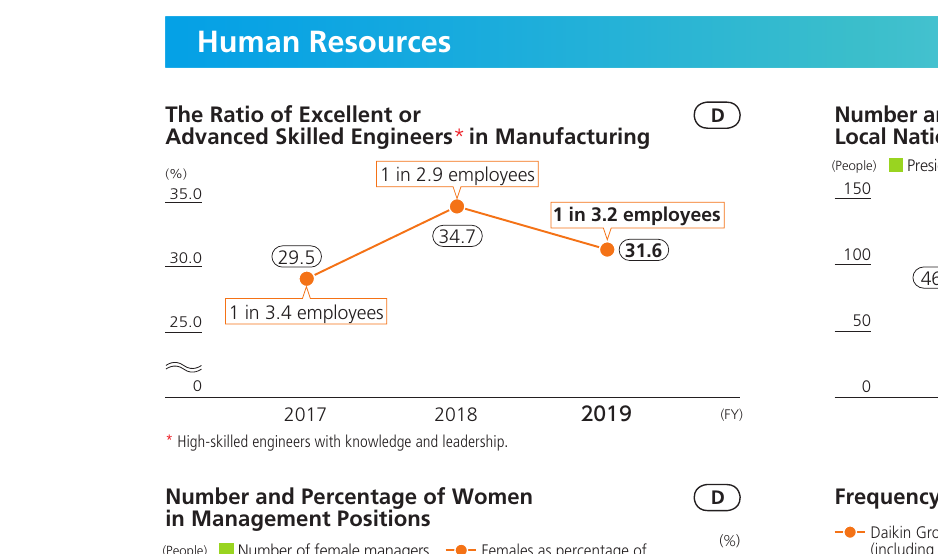 Human Resources
The Ratio of Excellent or
Advanced Skilled Engineers* in Manufacturing
D
(%)
35.0
30.0
25.0
0
1 in 2.9 employees
1 in 3.2 employees
34.7
29.5
31.6
1 in 3.4 employees
2017
2018
2019
(FY)
* High-skilled engineers with knowledge and leadership.
Number and Percentage of Women
in Management Positions
D
(People)
Number of female managers
Females as percentage of
(%)
Number
Local
(People)
150
100
50
0
46
Frequency
Daikin
(including